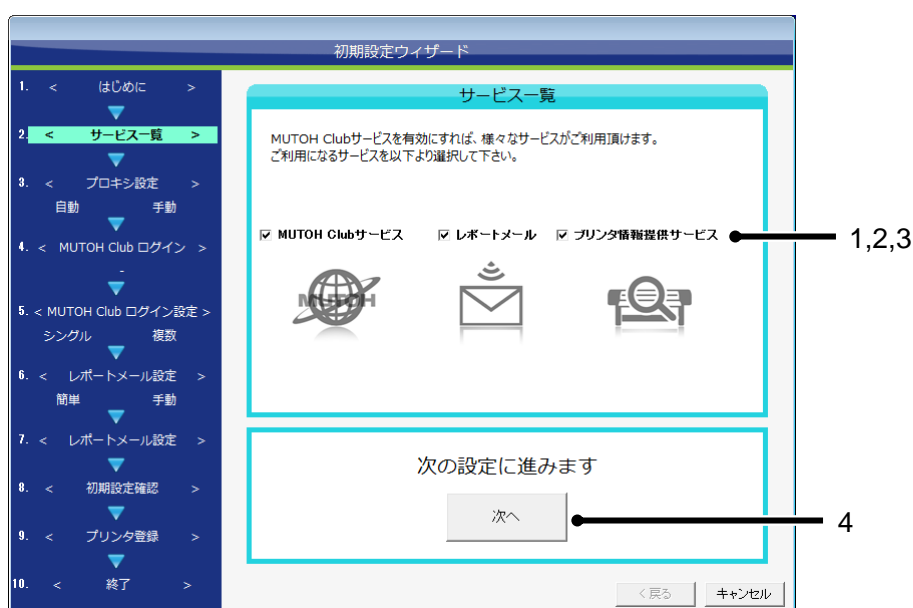 初期設定ウィザード
1. < はじめに >
2. < サービス一覧 >
3. < プロキシ設定 >
自動 手動
4. < MUTOH Club ログイン >
-
5. < MUTOH Club ログイン設定 >
シングル 複数
6. < レポートメール設定 >
簡単 手動
7. < レポートメール設定 >
8. < 初期設定確認 >
9. < プリンタ登録 >
10. < 終了 >
サービス一覧
MUTOH Clubサービスを有効にすれば、様々なサービスがご利用頂けます。
ご利用になるサービスを以下より選択して下さい。
MUTOH Clubサービス レポートメール プリンタ情報提供サービス
1,2,3
MUTOH
次の設定に進みます
次へ
4
< 戻る キャンセル